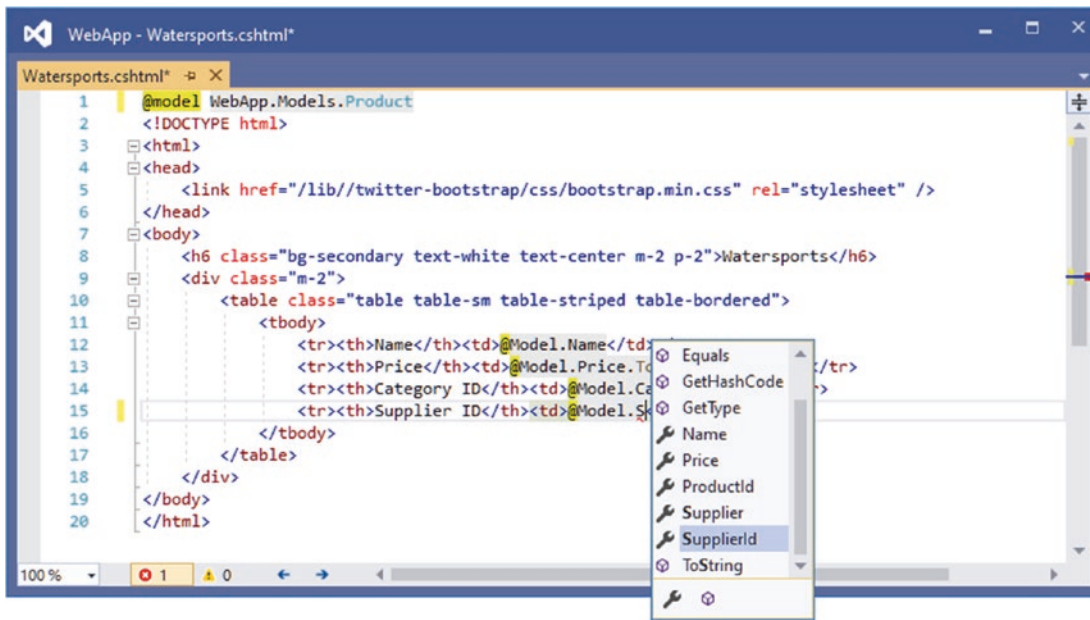 WebApp - Watersports.cshtml*
Watersports.cshtml*
1 @model WebApp.Models.Product
2 <!DOCTYPE html>
3 <html>
4 <head>
5 <link href="/lib//twitter-bootstrap/css/bootstrap.min.css" rel="stylesheet" />
6 </head>
7 <body>
8 <h6 class="bg-secondary text-white text-center m-2 p-2">Watersports</h6>
9 <div class="m-2">
10 <table class="table table-sm table-striped table-bordered">
11 <tbody>
12 <tr><th>Name</th><td>@Model.Name</td>
13 <tr><th>Price</th><td>@Model.Price.To </tr>
14 <tr><th>Category ID</th><td>@Model.Ca >
15 <tr><th>Supplier ID</th><td>@Model.S<
16 </tbody>
17 </table>
18 </div>
19 </body>
20 </html>
Equals
GetHashCode
GetType
Name
Price
ProductId
Supplier
SupplierId
ToString
100 % 1 0